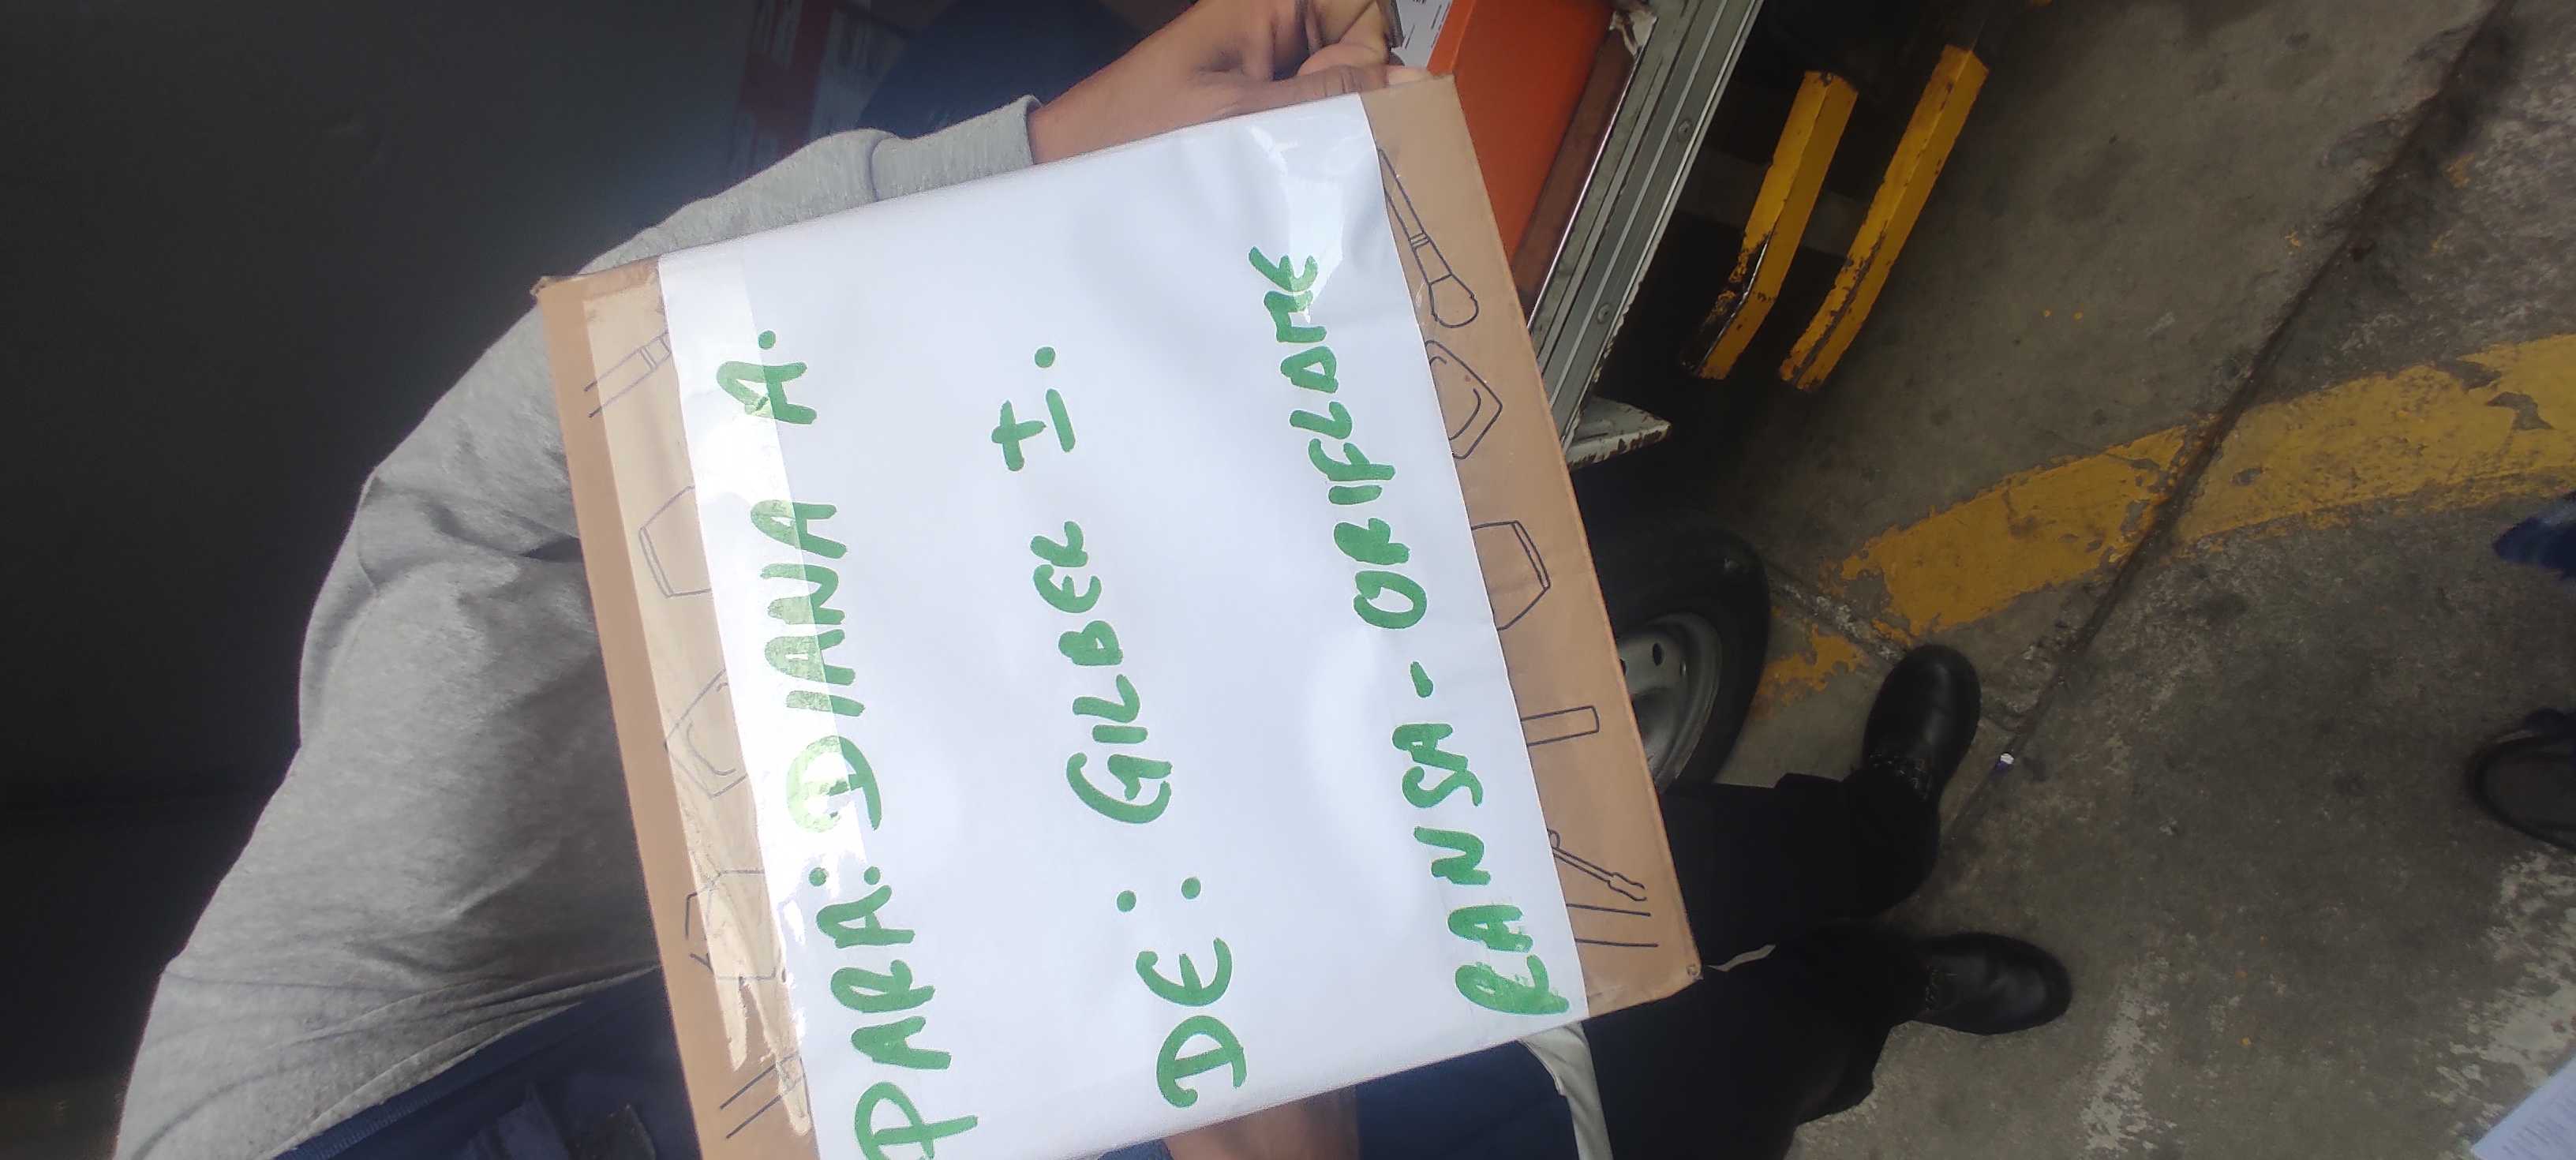 PARA: DIANA A.
DE: GILBER I.
RANSA - ORIFLAME